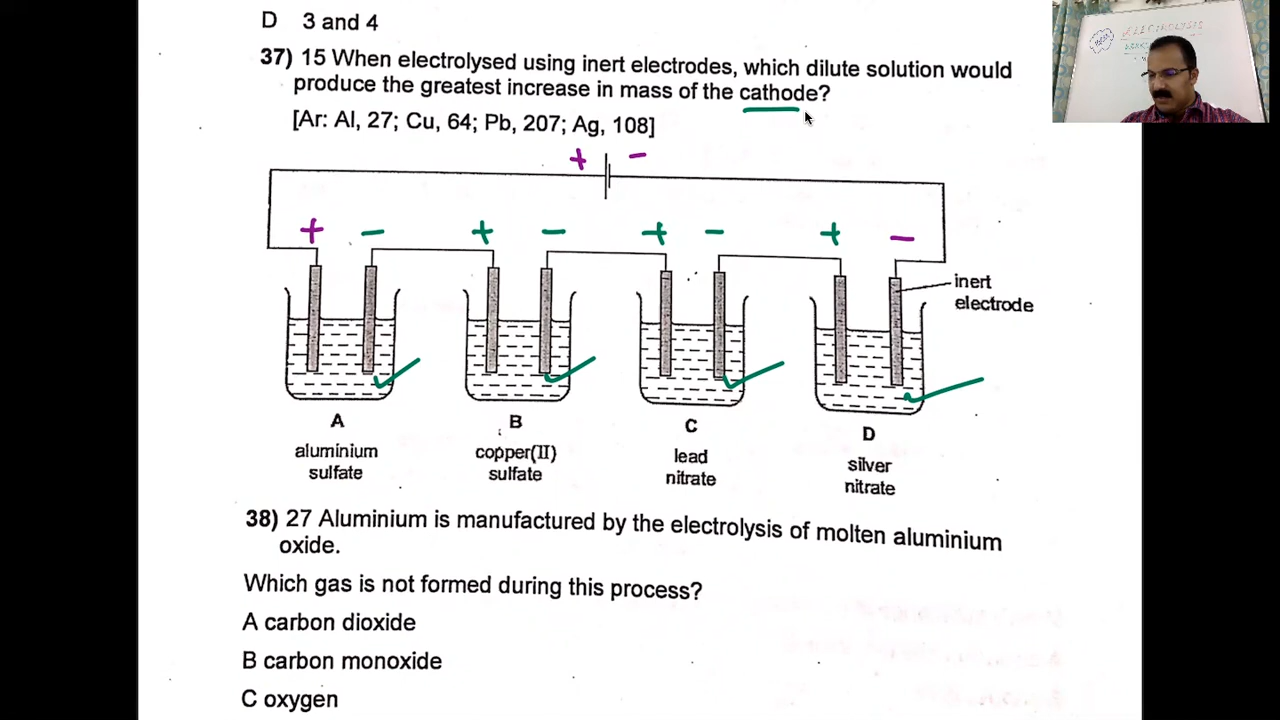 D 3 and 4
37) 15 When electrolysed using inert electrodes, which dilute solution would
produce the greatest increase in mass of the cathode?
[Ar: Al, 27; Cu, 64; Pb, 207; Ag, 108]
+ −
+ − + − + − + −
inert
electrode
A B C D
aluminium
sulfate
copper(II)
sulfate
lead
nitrate
silver
nitrate
38) 27 Aluminium is manufactured by the electrolysis of molten aluminium
oxide.
Which gas is not formed during this process?
A carbon dioxide
B carbon monoxide
C oxygen
ELECTROLYSIS